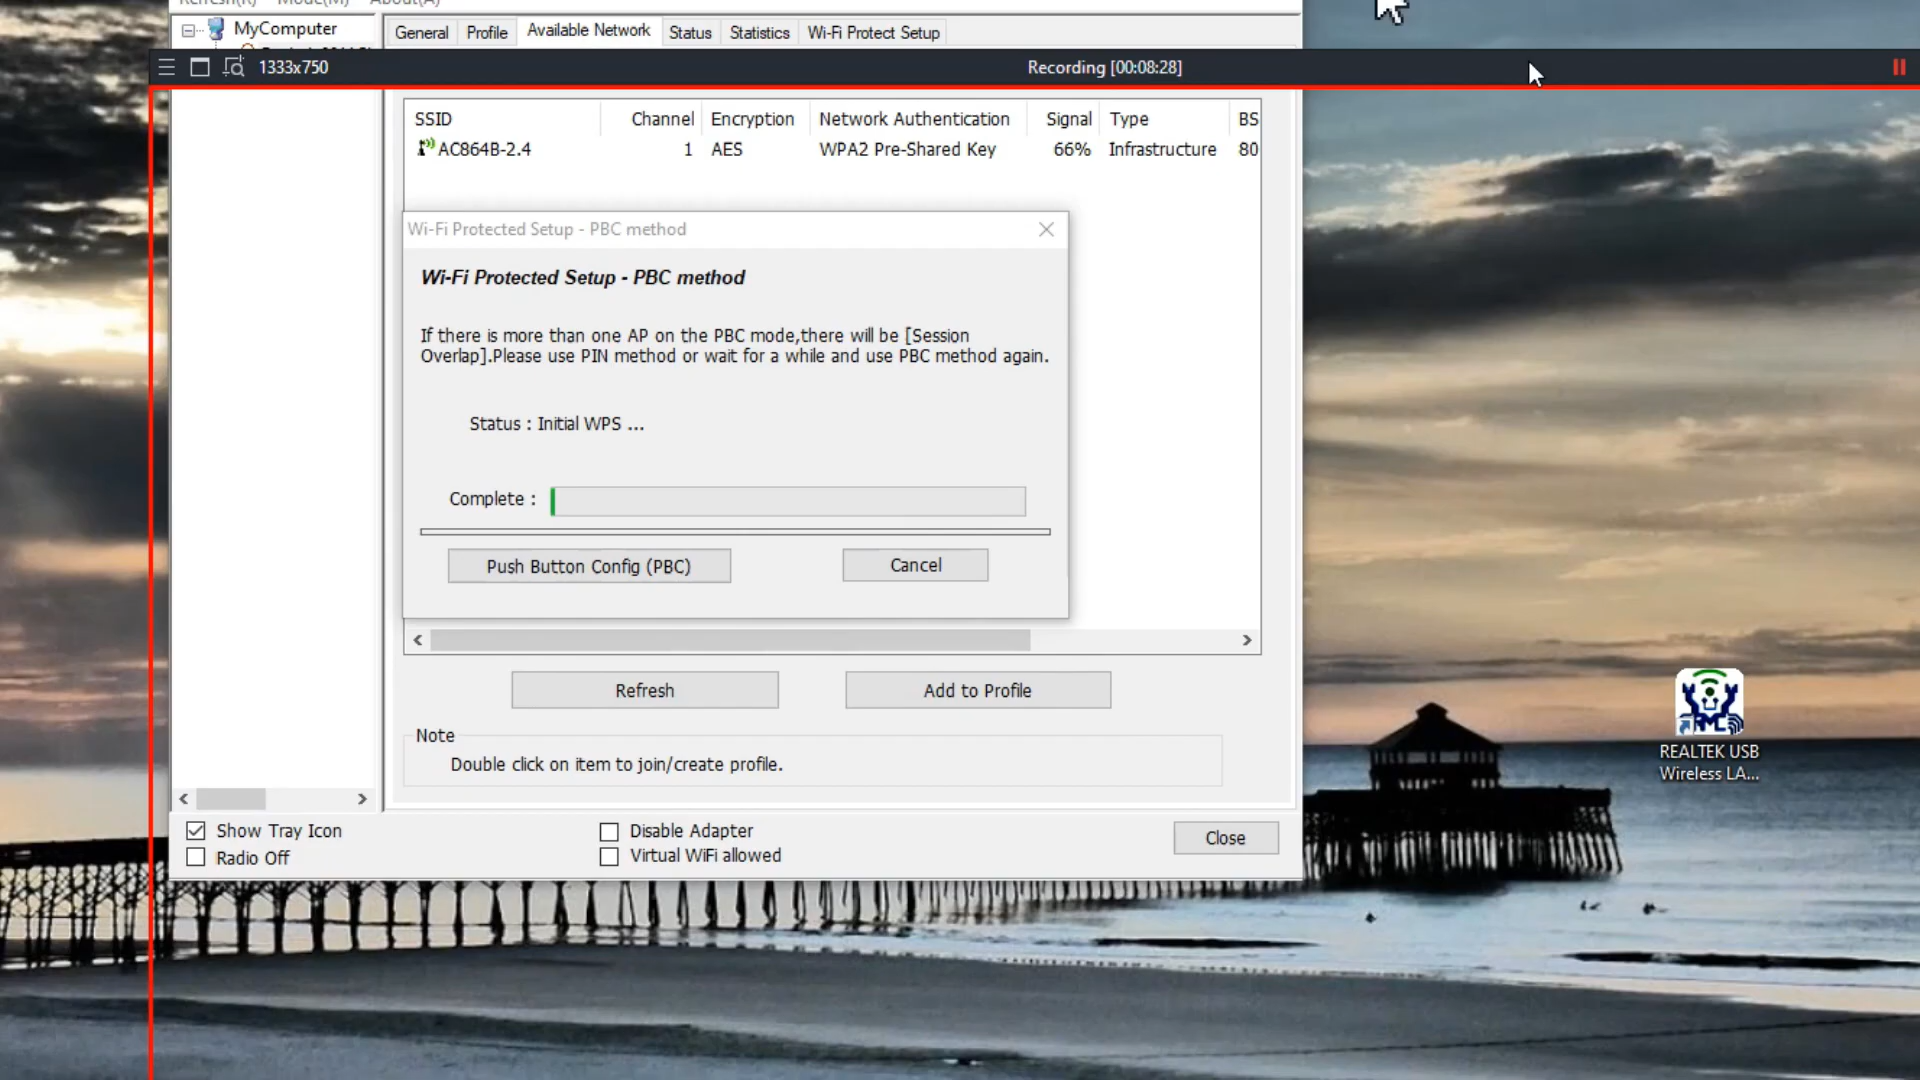 Refresh(R) Mode(M) About(A)
MyComputer
General Profile Available Network Status Statistics Wi-Fi Protect Setup
1333x750 Recording [00:08:28]
SSID Channel Encryption Network Authentication Signal Type BS
AC864B-2.4 1 AES WPA2 Pre-Shared Key 66% Infrastructure 80
Wi-Fi Protected Setup - PBC method
Wi-Fi Protected Setup - PBC method
If there is more than one AP on the PBC mode,there will be [Session
Overlap].Please use PIN method or wait for a while and use PBC method again.
Status : Initial WPS ...
Complete :
Push Button Config (PBC) Cancel
Refresh Add to Profile
Note
Double click on item to join/create profile.
Show Tray Icon Disable Adapter
Radio Off Virtual WiFi allowed
Close
REALTEK USB
Wireless LA...